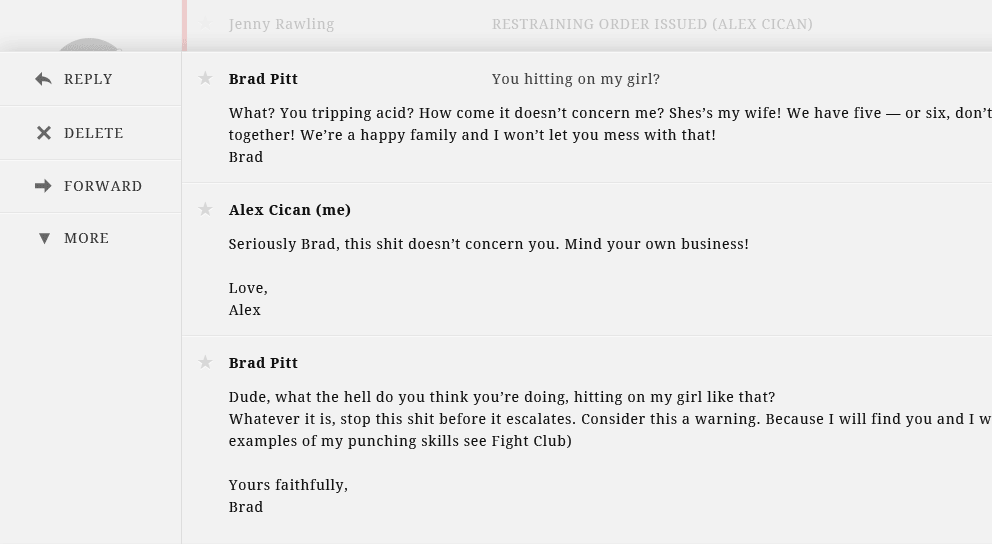 Jenny Rawling RESTRAINING ORDER ISSUED (ALEX CICAN)
REPLY
DELETE
FORWARD
MORE
Brad Pitt You hitting on my girl?
What? You tripping acid? How come it doesn’t concern me? Shes’s my wife! We have five — or six, don’t
together! We’re a happy family and I won’t let you mess with that!
Brad
Alex Cican (me)
Seriously Brad, this shit doesn’t concern you. Mind your own business!
Love,
Alex
Brad Pitt
Dude, what the hell do you think you’re doing, hitting on my girl like that?
Whatever it is, stop this shit before it escalates. Consider this a warning. Because I will find you and I w
examples of my punching skills see Fight Club)
Yours faithfully,
Brad